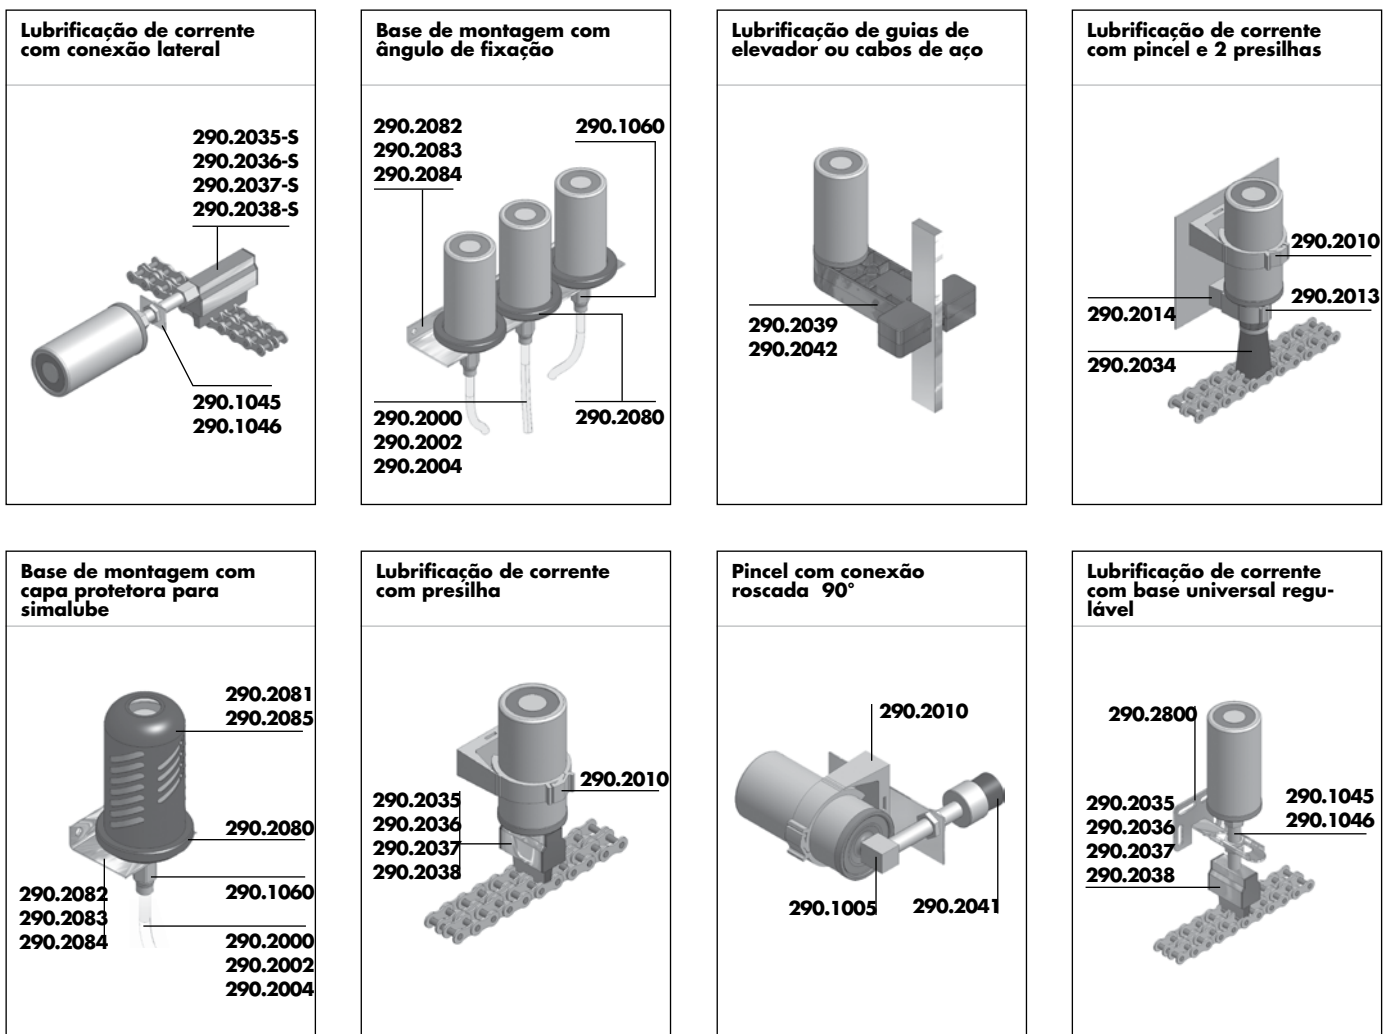 Lubrificação de corrente
com conexão lateral
290.2035-S
290.2036-S
290.2037-S
290.2038-S
290.1045
290.1046
Base de montagem com
ângulo de fixação
290.2082
290.2083
290.2084
290.1060
290.2000
290.2002
290.2004
290.2080
Lubrificação de guias de
elevador ou cabos de aço
290.2039
290.2042
Lubrificação de corrente
com pincel e 2 presilhas
290.2010
290.2013
290.2014
290.2034
Base de montagem com
capa protetora para
simalube
290.2081
290.2085
290.2080
290.1060
290.2082
290.2083
290.2084
290.2000
290.2002
290.2004
Lubrificação de corrente
com presilha
290.2010
290.2035
290.2036
290.2037
290.2038
Pincel com conexão
roscada 90°
290.2010
290.1005
290.2041
Lubrificação de corrente
com base universal regu-
lável
290.2800
290.2035
290.2036
290.2037
290.2038
290.1045
290.1046